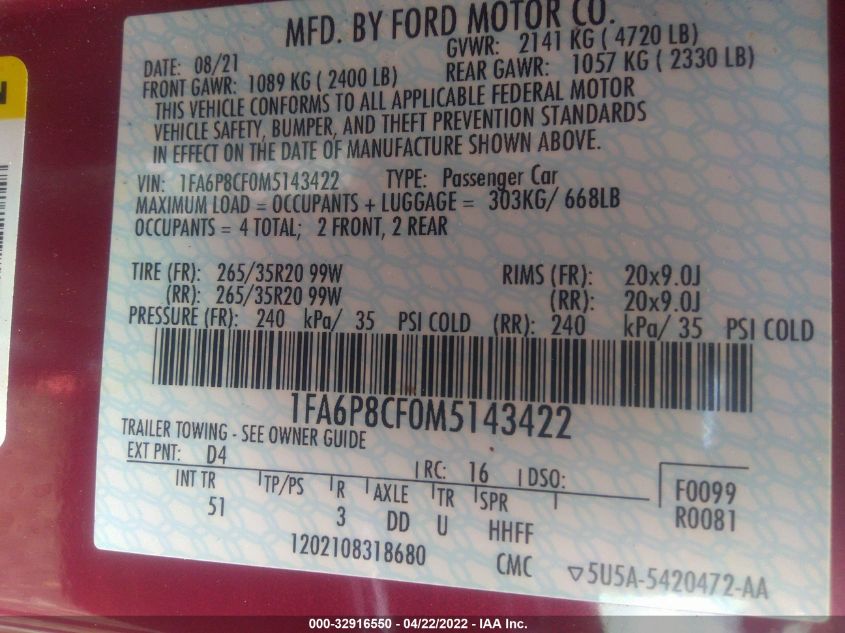 MFD. BY FORD MOTOR CO.
DATE: 08/21 GVWR: 2141 KG ( 4720 LB)
FRONT GAWR: 1089 KG ( 2400 LB) REAR GAWR: 1057 KG ( 2330 LB)
THIS VEHICLE CONFORMS TO ALL APPLICABLE FEDERAL MOTOR
VEHICLE SAFETY, BUMPER, AND THEFT PREVENTION STANDARDS
IN EFFECT ON THE DATE OF MANUFACTURE SHOWN ABOVE.
VIN: 1FA6P8CF0M5143422 TYPE: Passenger Car
MAXIMUM LOAD = OCCUPANTS + LUGGAGE = 303KG/ 668LB
OCCUPANTS = 4 TOTAL; 2 FRONT, 2 REAR
TIRE (FR): 265/35R20 99W RIMS (FR): 20x9.0J
(RR): 265/35R20 99W (RR): 20x9.0J
PRESSURE (FR): 240 kPa/ 35 PSI COLD (RR): 240 kPa/ 35 PSI COLD
1FA6P8CF0M5143422
TRAILER TOWING - SEE OWNER GUIDE
EXT PNT: D4 RC: 16 DSO:
INT TR TP/PS R AXLE TR SPR F0099
51 3 DD U HHFF R0081
1202108318680 CMC ▽5U5A-5420472-AA
000-32916550 — 04/22/2022 - IAA Inc.